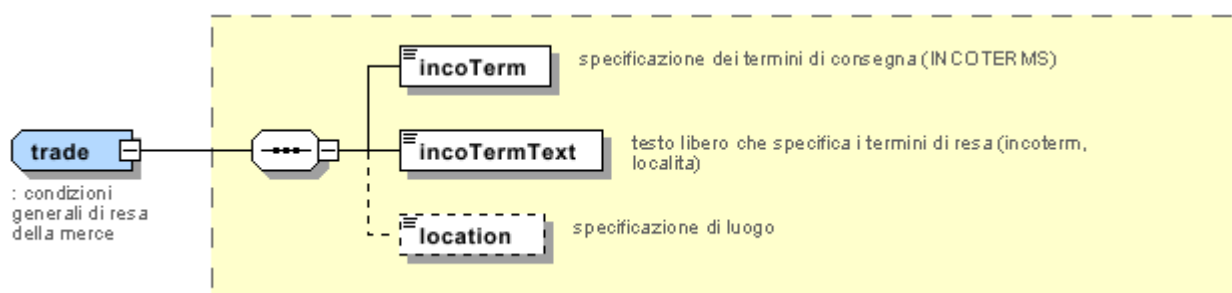 incoTerm
specificazione dei termini di consegna (INCOTERMS)
trade
: condizioni
generali di resa
della merce
incoTermText
testo libero che specifica i termini di resa (incoterm,
localita)
location
specificazione di luogo